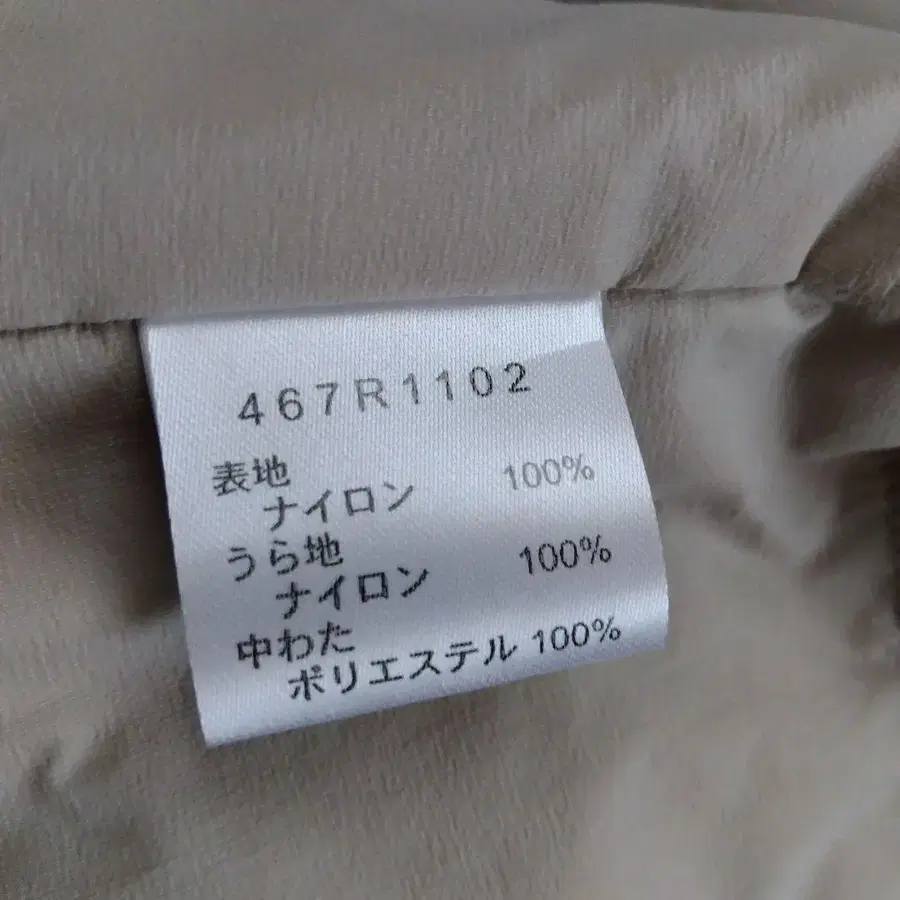 467R1102
表地
ナイロン 100%
うら地
ナイロン 100%
中わた
ポリエステル 100%